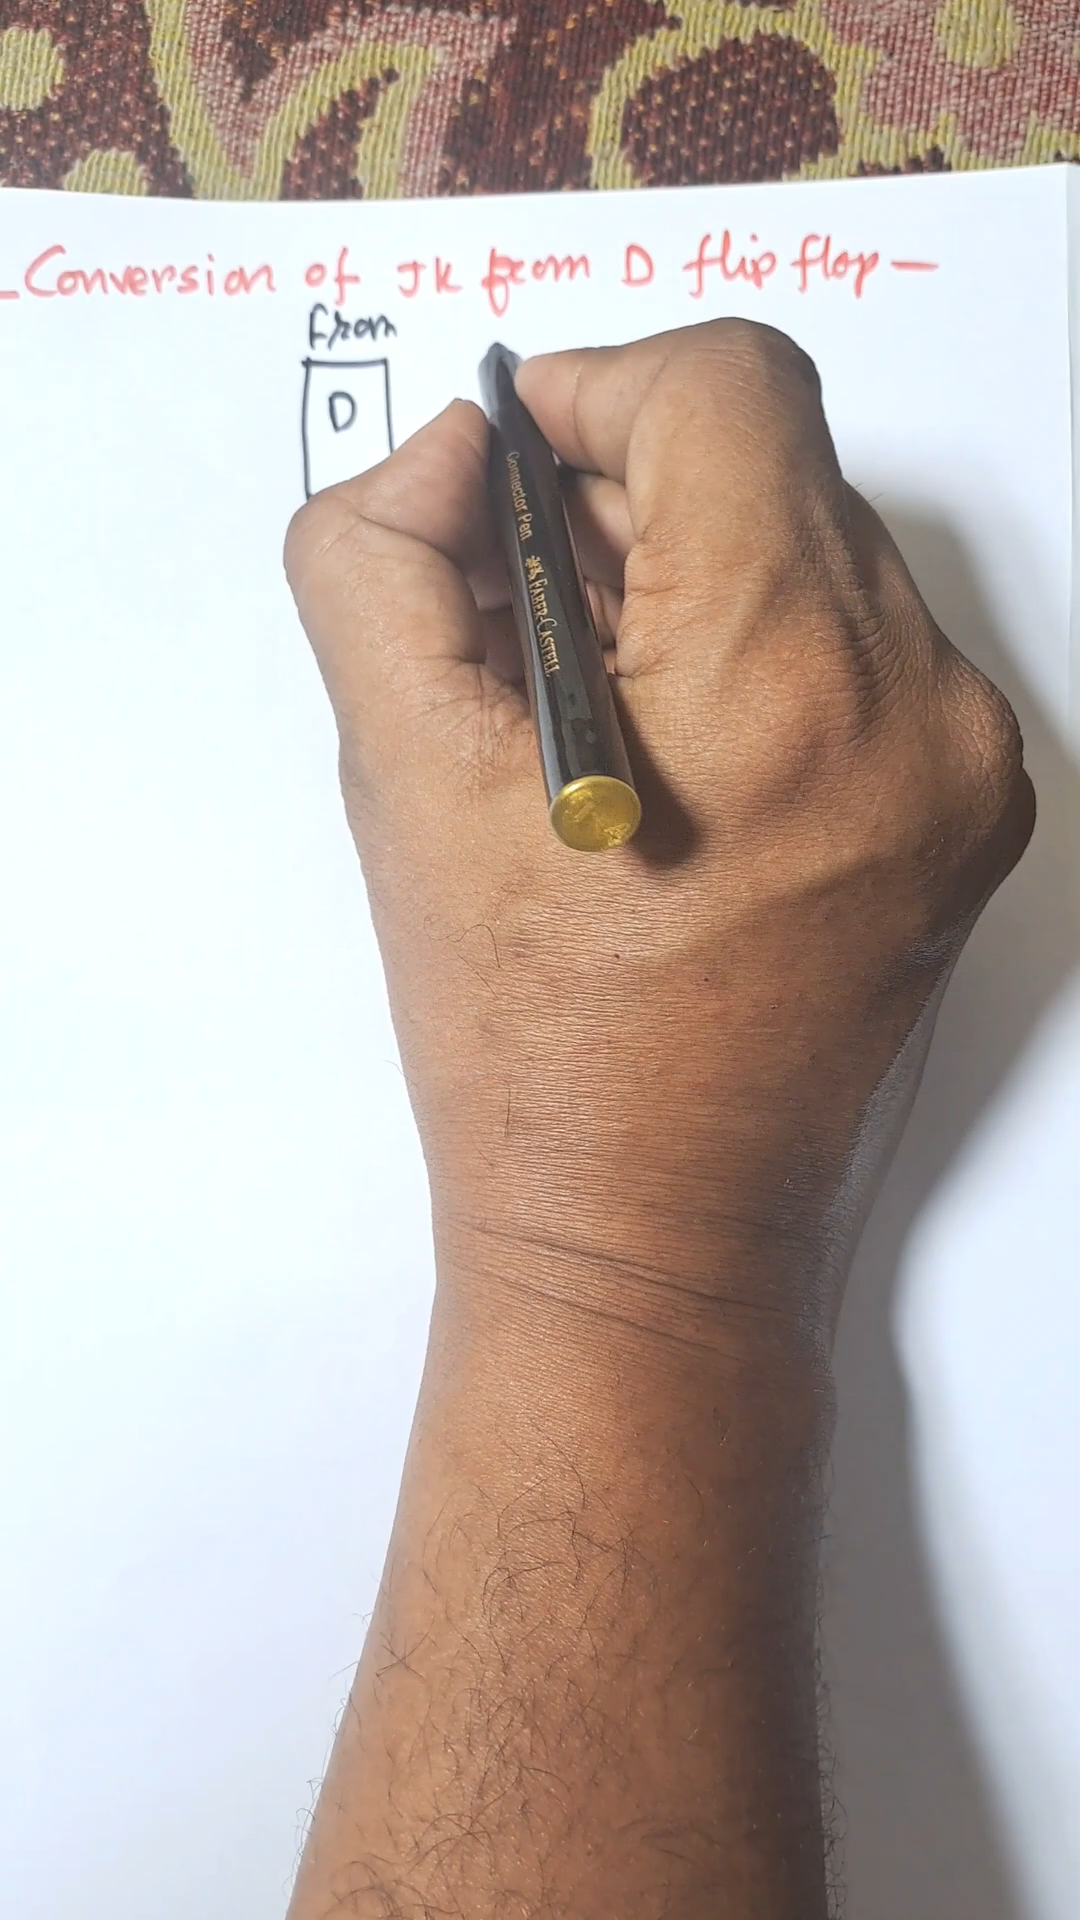 - Conversion of JK from D flip flop -
From
D
Connector Pen FABER-CASTELL